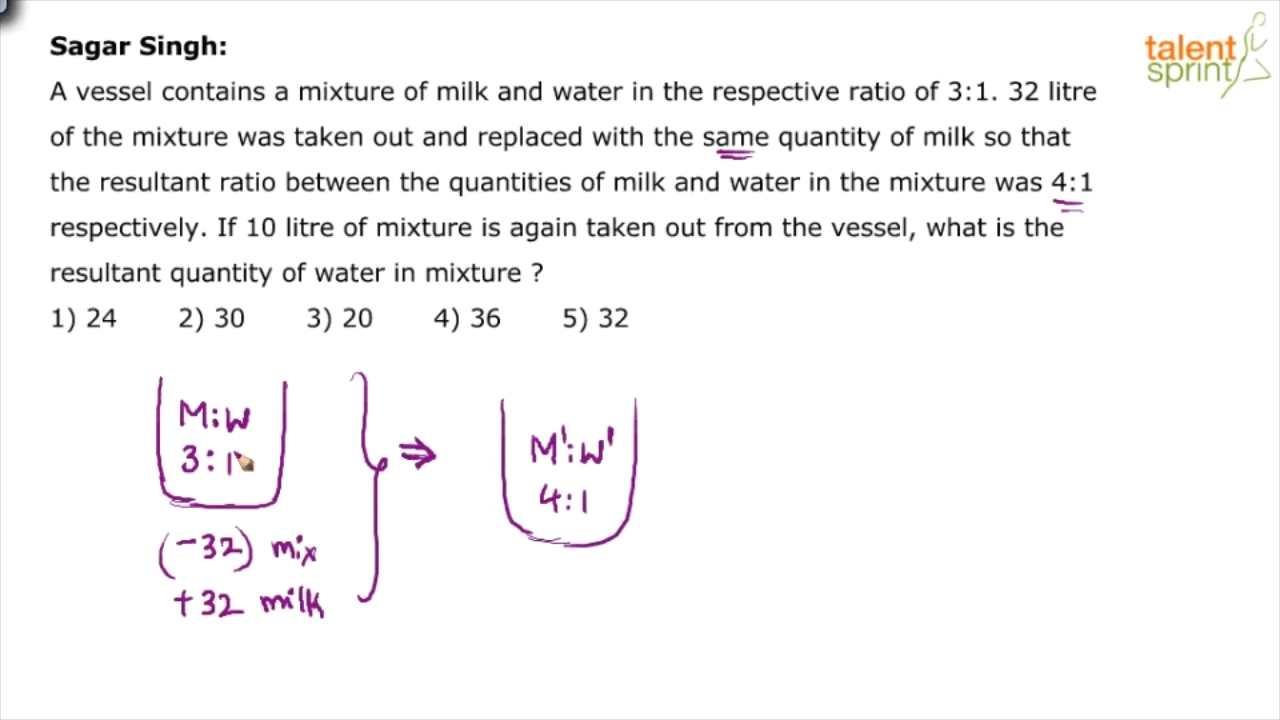 talent
sprint
Sagar Singh:
A vessel contains a mixture of milk and water in the respective ratio of 3:1. 32 litre
of the mixture was taken out and replaced with the same quantity of milk so that
the resultant ratio between the quantities of milk and water in the mixture was 4:1
respectively. If 10 litre of mixture is again taken out from the vessel, what is the
resultant quantity of water in mixture ?
1) 24 2) 30 3) 20 4) 36 5) 32
M:W
3:1
(-32) mix
+32 milk
⇒
M':W'
4:1